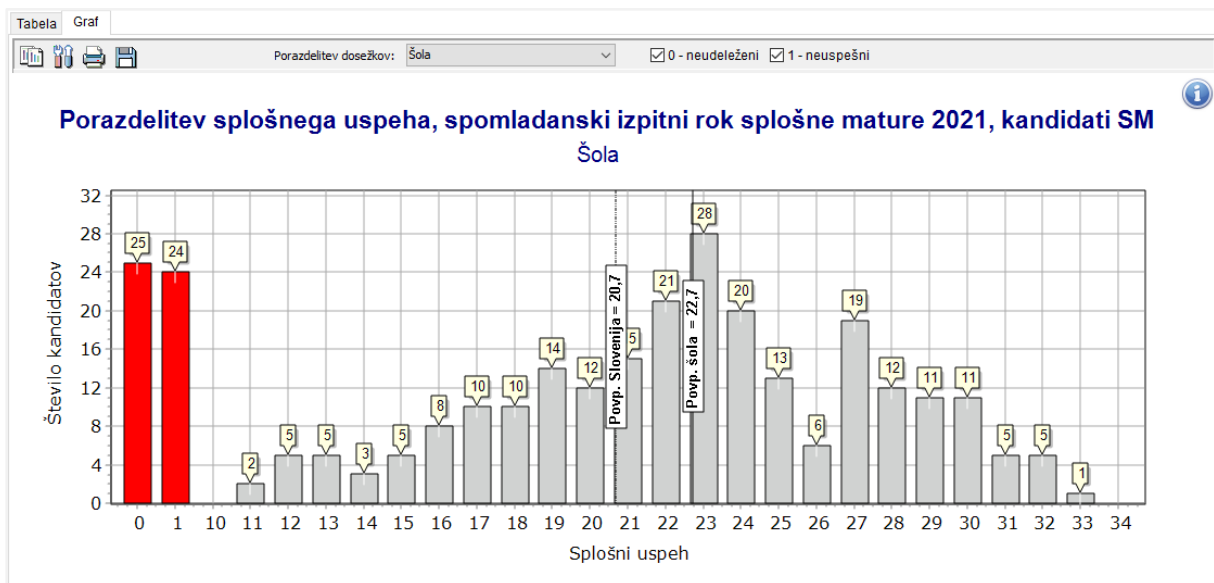 Tabela Graf
Porazdelitev dosežkov: Šola 0 - neudeleženi 1 - neuspešni
Porazdelitev splošnega uspeha, spomladanski izpitni rok splošne mature 2021, kandidati SM
Šola
Število kandidatov
32
28
24
20
16
12
8
4
0
25 24 2 5 5 3 5 8 10 10 14 12 5 21 28 20 13 6 19 12 11 11 5 5 1
Povp. Slovenija = 20,7
Povp. šola = 22,7
0 1 10 11 12 13 14 15 16 17 18 19 20 21 22 23 24 25 26 27 28 29 30 31 32 33 34
Splošni uspeh